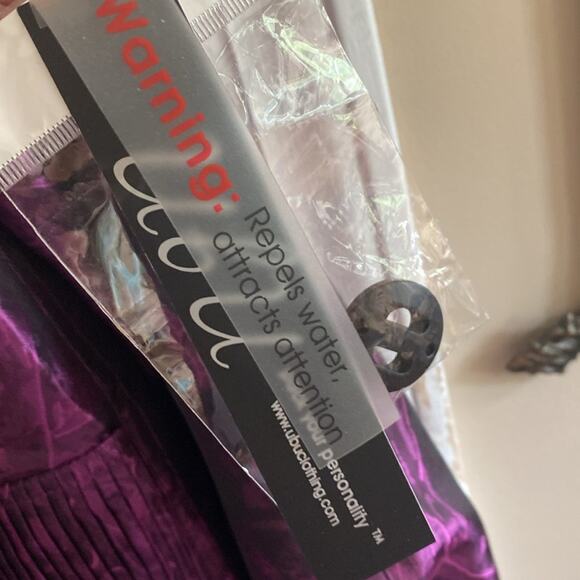 Warning:
Repels water,
attracts attention
your personality ™
www.ubuclothing.com